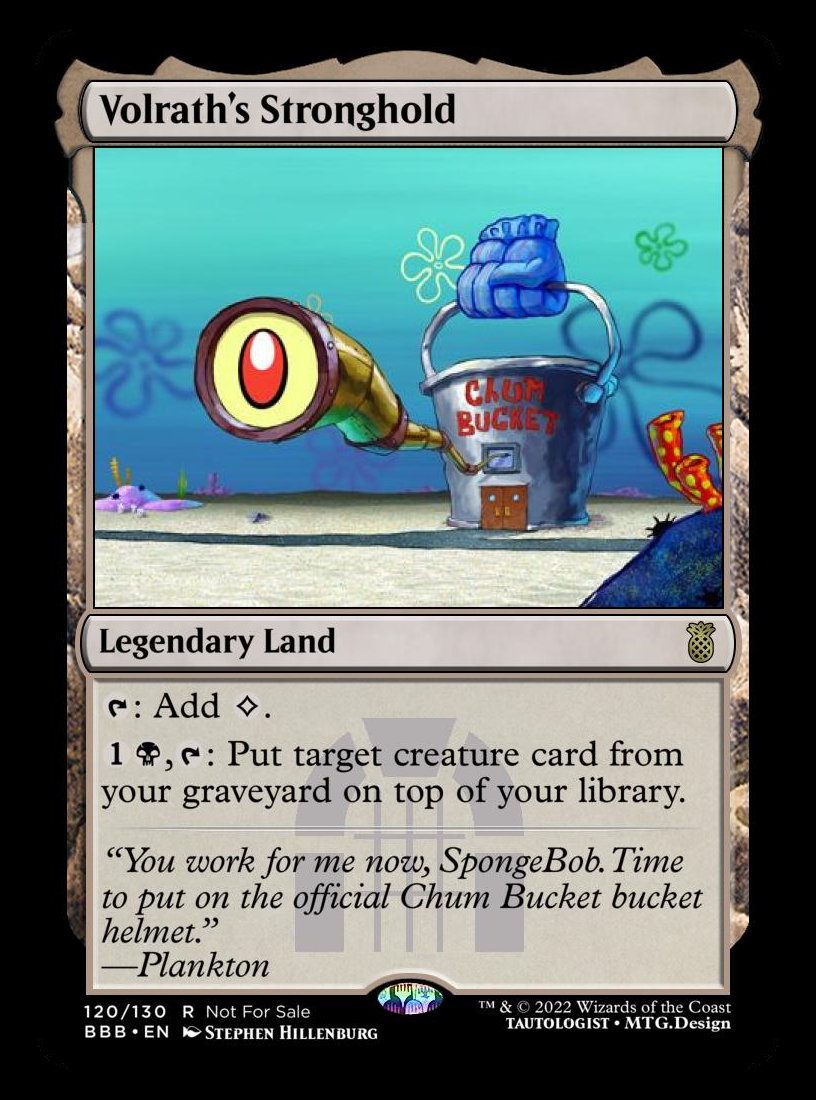 Volrath's Stronghold
CHUM
BUCKET
Legendary Land
: Add .
1 , : Put target creature card from
your graveyard on top of your library.
“You work for me now, SpongeBob. Time
to put on the official Chum Bucket bucket
helmet.”
—Plankton
120/130 R Not For Sale
BBB • EN STEPHEN HILLENBURG
™ & © 2022 Wizards of the Coast
TAUTOLOGIST • MTG.Design